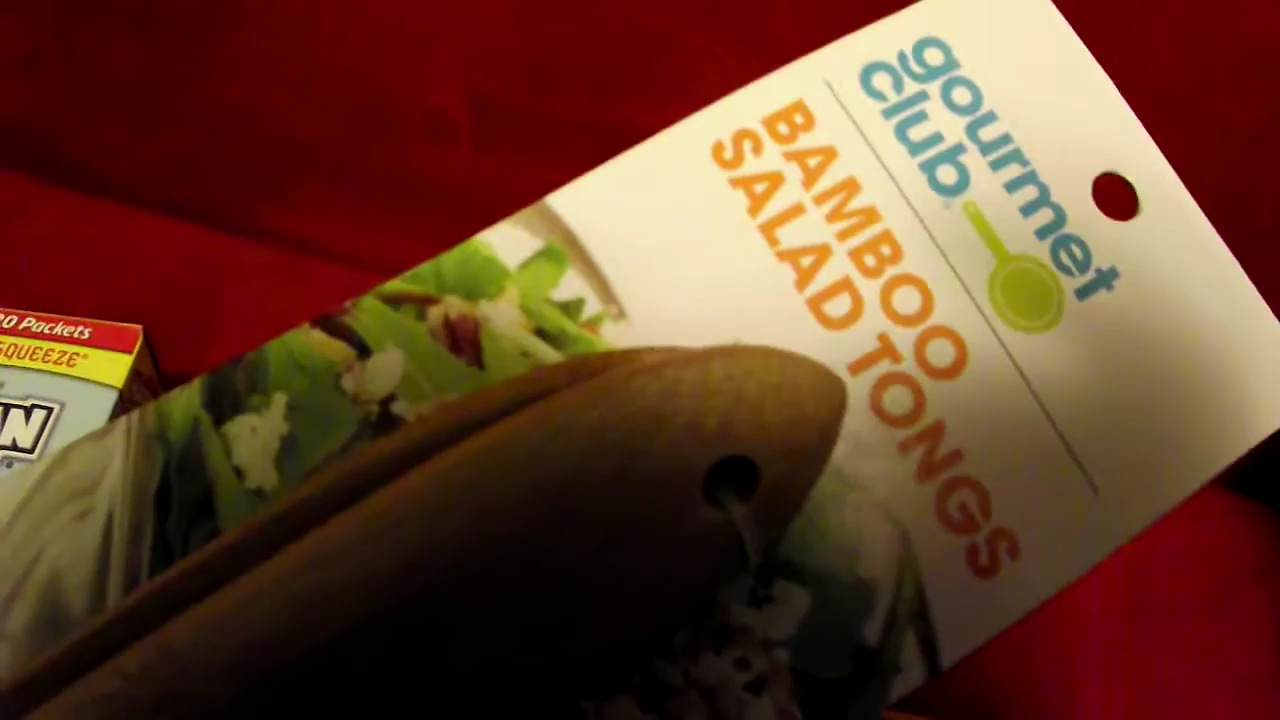 gourmet
club
BAMBOO
SALAD TONGS
Packets
SQUEEZE